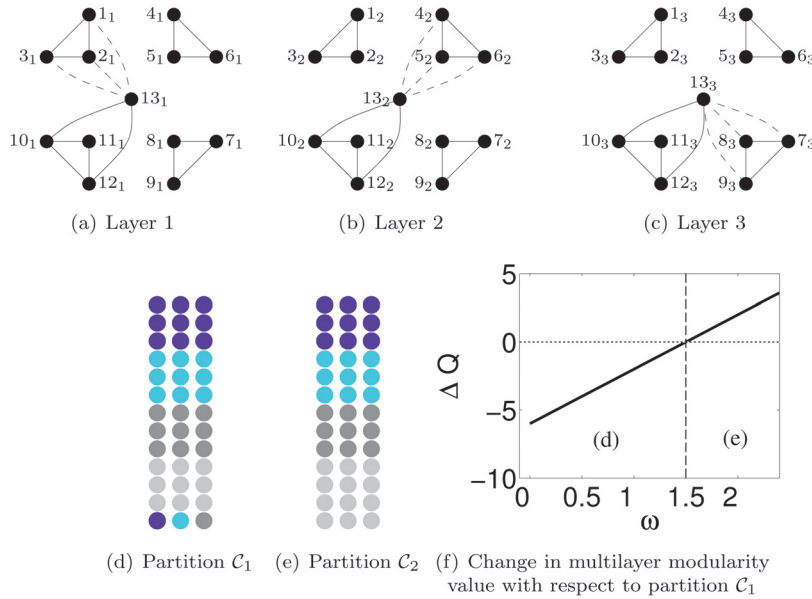 1₁ 4₁ 1₂ 4₂ 1₃ 4₃
3₁ 2₁ 5₁ 6₁ 3₂ 2₂ 5₂ 6₂ 3₃ 2₃ 5₃ 6₃
13₁ 13₂ 13₃
10₁ 11₁ 8₁ 7₁ 10₂ 11₂ 8₂ 7₂ 10₃ 11₃ 8₃ 7₃
12₁ 9₁ 12₂ 9₂ 12₃ 9₃
(a) Layer 1 (b) Layer 2 (c) Layer 3
5
0
−5
−10
Δ Q
(d) (e)
0 0.5 1 1.5 2
ω
(d) Partition 𝒞₁ (e) Partition 𝒞₂ (f) Change in multilayer modularity
value with respect to partition 𝒞₁